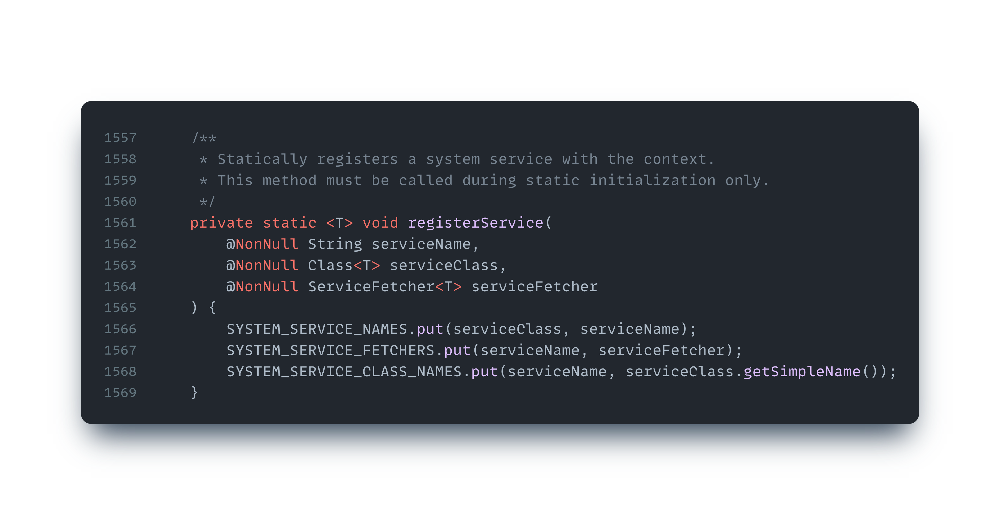 1557 /**
1558 * Statically registers a system service with the context.
1559 * This method must be called during static initialization only.
1560 */
1561 private static <T> void registerService(
1562 @NonNull String serviceName,
1563 @NonNull Class<T> serviceClass,
1564 @NonNull ServiceFetcher<T> serviceFetcher
1565 ) {
1566 SYSTEM_SERVICE_NAMES.put(serviceClass, serviceName);
1567 SYSTEM_SERVICE_FETCHERS.put(serviceName, serviceFetcher);
1568 SYSTEM_SERVICE_CLASS_NAMES.put(serviceName, serviceClass.getSimpleName());
1569 }